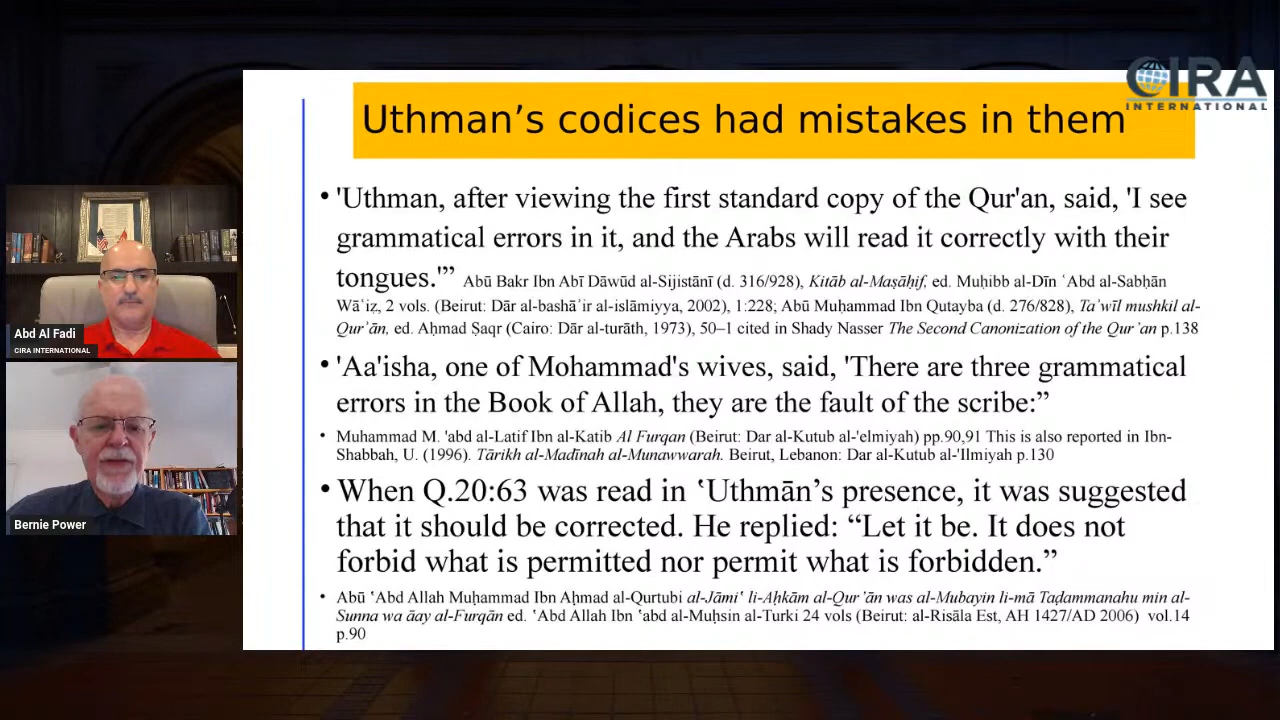 CIRA
INTERNATIONAL
Uthman’s codices had mistakes in them
• 'Uthman, after viewing the first standard copy of the Qur'an, said, 'I see
grammatical errors in it, and the Arabs will read it correctly with their
tongues.'” Abū Bakr Ibn Abī Dāwūd al-Sijistānī (d. 316/928), Kitāb al-Maṣāḥif, ed. Muḥibb al-Dīn ʿAbd al-Sabḥān
Wāʿiẓ, 2 vols. (Beirut: Dār al-bashāʾir al-islāmiyya, 2002), 1:228; Abū Muḥammad Ibn Qutayba (d. 276/828), Taʾwīl mushkil al-
Qurʾān, ed. Aḥmad Ṣaqr (Cairo: Dār al-turāth, 1973), 50–1 cited in Shady Nasser The Second Canonization of the Qurʾan p.138
• 'Aa'isha, one of Mohammad's wives, said, 'There are three grammatical
errors in the Book of Allah, they are the fault of the scribe:”
• Muhammad M. 'abd al-Latif Ibn al-Katib Al Furqan (Beirut: Dar al-Kutub al-'elmiyah) pp.90,91 This is also reported in Ibn-
Shabbah, U. (1996). Tārikh al-Madīnah al-Munawwarah. Beirut, Lebanon: Dar al-Kutub al-'Ilmiyah p.130
• When Q.20:63 was read in ʿUthmān’s presence, it was suggested
that it should be corrected. He replied: “Let it be. It does not
forbid what is permitted nor permit what is forbidden.”
• Abū ʿAbd Allah Muḥammad Ibn Aḥmad al-Qurtubi al-Jāmiʿ li-Aḥkām al-Qurʾān was al-Mubayin li-mā Taḍammanahu min al-
Sunna wa āay al-Furqān ed. ʿAbd Allah Ibn ʿabd al-Muḥsin al-Turki 24 vols (Beirut: al-Risāla Est, AH 1427/AD 2006) vol.14
p.90
Abd Al Fadi
CIRA INTERNATIONAL
Bernie Power